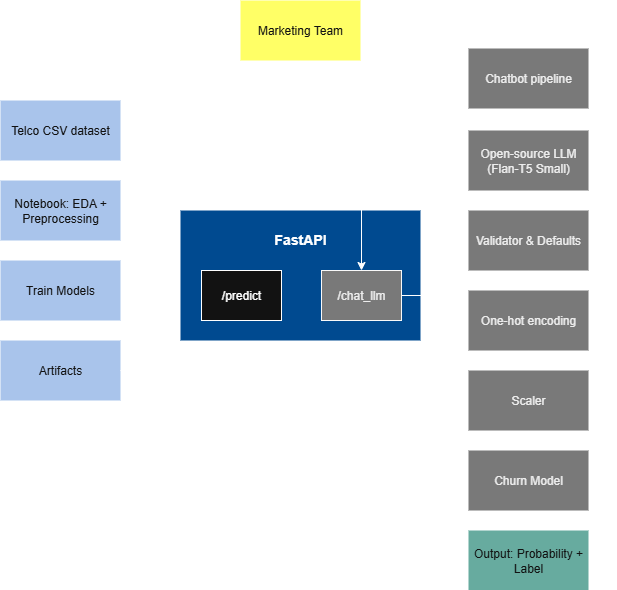 Marketing Team
Telco CSV dataset
Notebook: EDA +
Preprocessing
Train Models
Artifacts
FastAPI
/predict
/chat_llm
Chatbot pipeline
Open-source LLM
(Flan-T5 Small)
Validator & Defaults
One-hot encoding
Scaler
Churn Model
Output: Probability +
Label